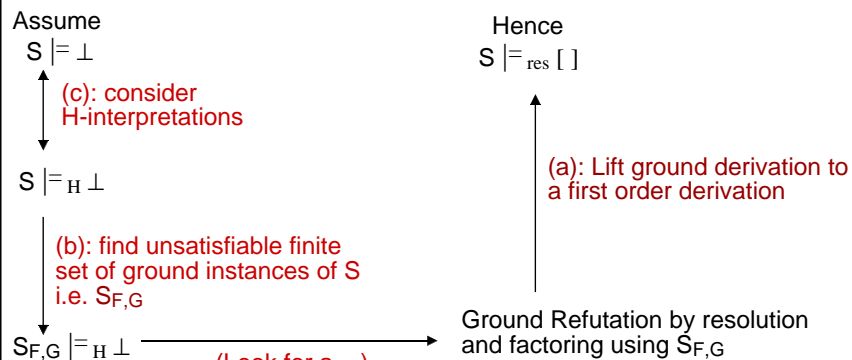 Assume
S |= ⊥
(c): consider
H-interpretations
S |= H ⊥
(b): find unsatisfiable finite
set of ground instances of S
i.e. SF,G
SF,G |= H ⊥
Hence
S |= res [ ]
(a): Lift ground derivation to
a first order derivation
Ground Refutation by resolution
and factoring using SF,G